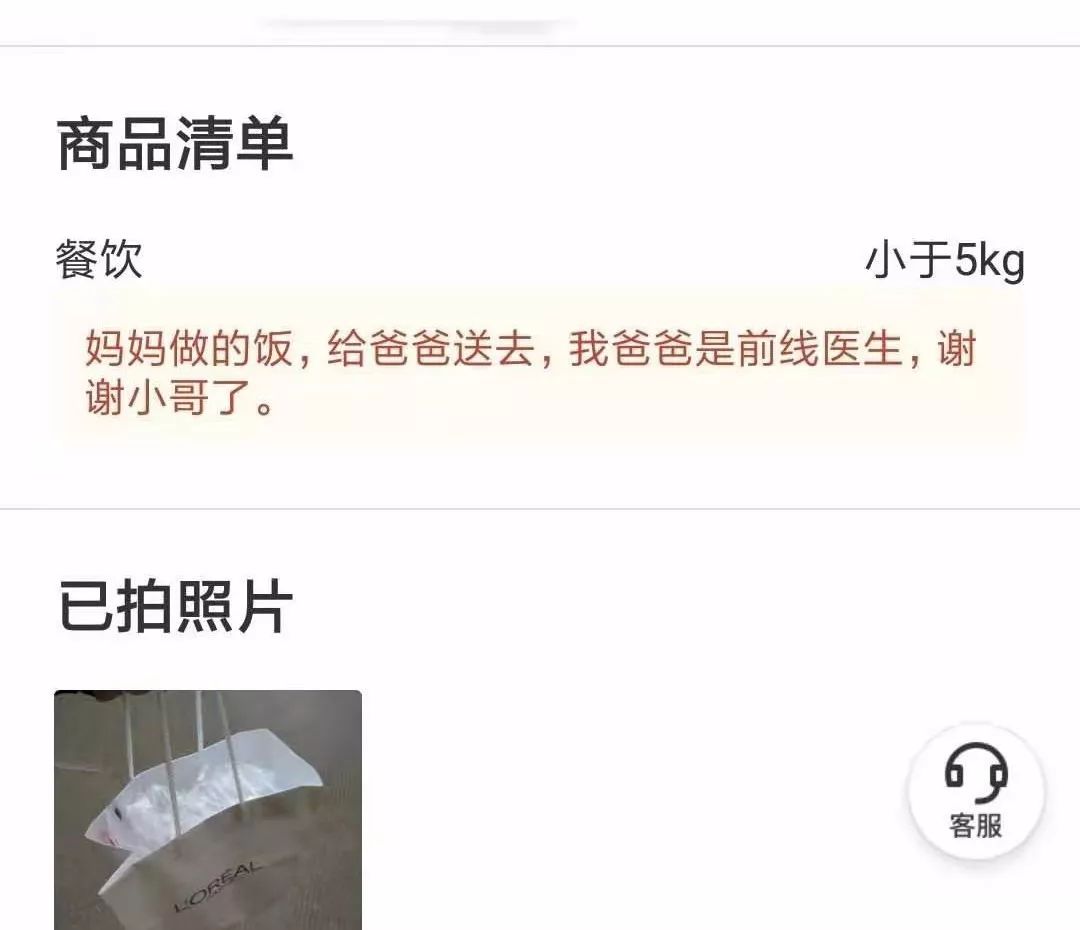 商品清单
餐饮 小于5kg
妈妈做的饭，给爸爸送去，我爸爸是前线医生，谢
谢小哥了。
已拍照片
L'ORÉAL
客服